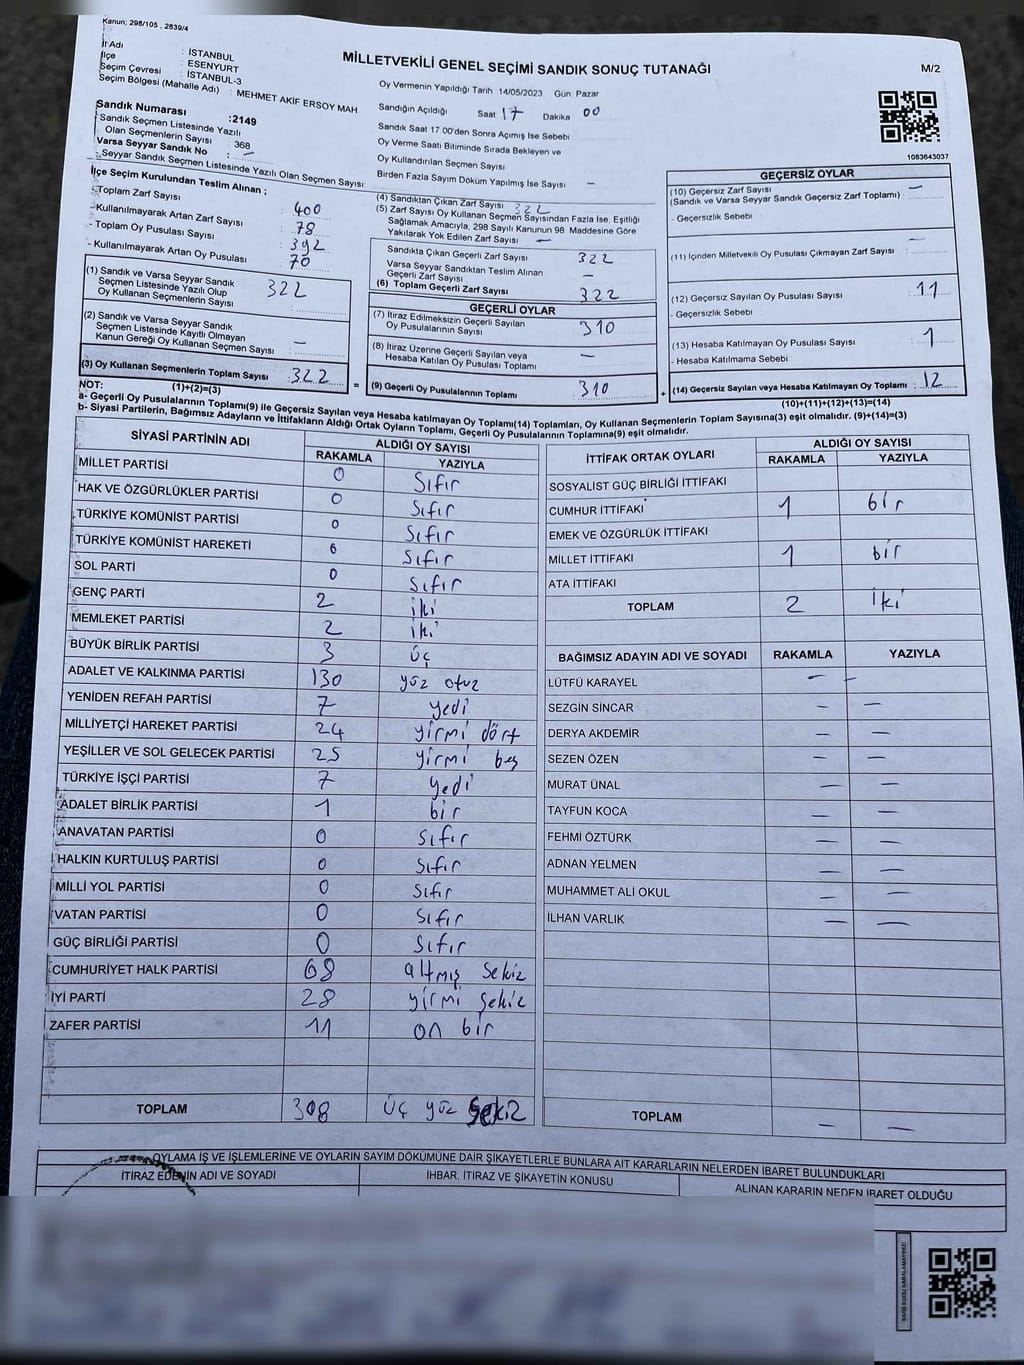 Kanun; 298/105 , 2839/4
İl Adı : İSTANBUL
İlçe : ESENYURT
Seçim Çevresi : İSTANBUL-3
Seçim Bölgesi (Mahalle Adı) : MEHMET AKİF ERSOY MAH.
MİLLETVEKİLİ GENEL SEÇİMİ SANDIK SONUÇ TUTANAĞI
M/2
Oy Vermenin Yapıldığı Tarih 14/05/2023 Gün Pazar
Sandığın Açıldığı Saat 17 Dakika 00
Sandık Saat 17 00'den Sonra Açımış İse Sebebi
Oy Verme Saati Bitiminde Sırada Bekleyen ve
Oy Kullandırılan Seçmen Sayısı
Birden Fazla Sayım Döküm Yapılmış İse Sayısı –
Sandık Numarası :2149
Sandık Seçmen Listesinde Yazılı
Olan Seçmenlerin Sayısı : 368
Varsa Seyyar Sandık No : –
- Seyyar Sandık Seçmen Listesinde Yazılı Olan Seçmen Sayısı
1083643037
İlçe Seçim Kurulundan Teslim Alınan ;
- Toplam Zarf Sayısı : 400
- Kullanılmayarak Artan Zarf Sayısı : 78
- Toplam Oy Pusulası Sayısı : 392
- Kullanılmayarak Artan Oy Pusulası : 70
(4) Sandıktan Çıkan Zarf Sayısı 322
(5) Zarf Sayısı Oy Kullanan Seçmen Sayısından Fazla İse, Eşitliği
Sağlamak Amacıyla, 298 Sayılı Kanunun 98 Maddesine Göre
Yakılarak Yok Edilen Zarf Sayısı : –
Sandıkta Çıkan Geçerli Zarf Sayısı 322
Varsa Seyyar Sandıktan Teslim Alınan
Geçerli Zarf Sayısı –
(6) Toplam Geçerli Zarf Sayısı 322
GEÇERSİZ OYLAR
(10) Geçersiz Zarf Sayısı –
(Sandık ve Varsa Seyyar Sandık Geçersiz Zarf Toplamı) :
- Geçersizlik Sebebi
(11) İçinden Milletvekili Oy Pusulası Çıkmayan Zarf Sayısı : –
(12) Geçersiz Sayılan Oy Pusulası Sayısı : 11
- Geçersizlik Sebebi
(13) Hesaba Katılmayan Oy Pusulası Sayısı : 1
- Hesaba Katılmama Sebebi
(14) Geçersiz Sayılan veya Hesaba Katılmayan Oy Toplamı : 12
(10)+(11)+(12)+(13)=(14)
(1) Sandık ve Varsa Seyyar Sandık
Seçmen Listesinde Yazılı Olup
Oy Kullanan Seçmenlerin Sayısı : 322
(2) Sandık ve Varsa Seyyar Sandık
Seçmen Listesinde Kayıtlı Olmayan
Kanun Gereği Oy Kullanan Seçmen Sayısı : –
(3) Oy Kullanan Seçmenlerin Toplam Sayısı : 322
(1)+(2)=(3)
GEÇERLİ OYLAR
(7) İtiraz Edilmeksizin Geçerli Sayılan
Oy Pusulalarının Sayısı : 310
(8) İtiraz Üzerine Geçerli Sayılan veya
Hesaba Katılan Oy Pusulası Toplamı : –
= (9) Geçerli Oy Pusulalarının Toplamı : 310 +
NOT:
a- Geçerli Oy Pusulalarının Toplamı(9) ile Geçersiz Sayılan veya Hesaba katılmayan Oy Toplamı(14) Toplamları, Oy Kullanan Seçmenlerin Toplam Sayısına(3) eşit olmalıdır. (9)+(14)=(3)
b- Siyasi Partilerin, Bağımsız Adayların ve İttifakların Aldığı Ortak Oyların Toplamı, Geçerli Oy Pusulalarının Toplamına(9) eşit olmalıdır.
SİYASİ PARTİNİN ADI ALDIĞI OY SAYISI
RAKAMLA YAZIYLA
MİLLET PARTİSİ 0 Sıfır
HAK VE ÖZGÜRLÜKLER PARTİSİ 0 Sıfır
TÜRKİYE KOMÜNİST PARTİSİ 0 Sıfır
TÜRKİYE KOMÜNİST HAREKETİ 0 Sıfır
SOL PARTİ 0 Sıfır
GENÇ PARTİ 2 iki
MEMLEKET PARTİSİ 2 iki
BÜYÜK BİRLİK PARTİSİ 3 üç
ADALET VE KALKINMA PARTİSİ 130 yüz otuz
YENİDEN REFAH PARTİSİ 7 yedi
MİLLİYETÇİ HAREKET PARTİSİ 24 yirmi dört
YEŞİLLER VE SOL GELECEK PARTİSİ 25 yirmi beş
TÜRKİYE İŞÇİ PARTİSİ 7 yedi
ADALET BİRLİK PARTİSİ 1 bir
ANAVATAN PARTİSİ 0 sıfır
HALKIN KURTULUŞ PARTİSİ 0 sıfır
MİLLİ YOL PARTİSİ 0 sıfır
VATAN PARTİSİ 0 sıfır
GÜÇ BİRLİĞİ PARTİSİ 0 sıfır
CUMHURİYET HALK PARTİSİ 68 altmış sekiz
İYİ PARTİ 28 yirmi sekiz
ZAFER PARTİSİ 11 on bir
TOPLAM 308 üç yüz sekiz
İTTİFAK ORTAK OYLARI ALDIĞI OY SAYISI
RAKAMLA YAZIYLA
SOSYALİST GÜÇ BİRLİĞİ İTTİFAKI
CUMHUR İTTİFAKI 1 bir
EMEK VE ÖZGÜRLÜK İTTİFAKI
MİLLET İTTİFAKI 1 bir
ATA İTTİFAKI
TOPLAM 2 iki
BAĞIMSIZ ADAYIN ADI VE SOYADI RAKAMLA YAZIYLA
LÜTFÜ KARAYEL – –
SEZGİN SİNCAR – –
DERYA AKDEMİR – –
SEZEN ÖZEN – –
MURAT ÜNAL – –
TAYFUN KOCA – –
FEHMİ ÖZTÜRK – –
ADNAN YELMEN – –
MUHAMMET ALİ OKUL – –
İLHAN VARLIK – –
TOPLAM – –
OYLAMA İŞ VE İŞLEMLERİNE VE OYLARIN SAYIM DÖKÜMÜNE DAİR ŞİKAYETLERLE BUNLARA AİT KARARLARIN NELERDEN İBARET BULUNDUKLARI
İTİRAZ EDENİN ADI VE SOYADI İHBAR, İTİRAZ VE ŞİKAYETİN KONUSU ALINAN KARARIN NEDEN İBARET OLDUĞU